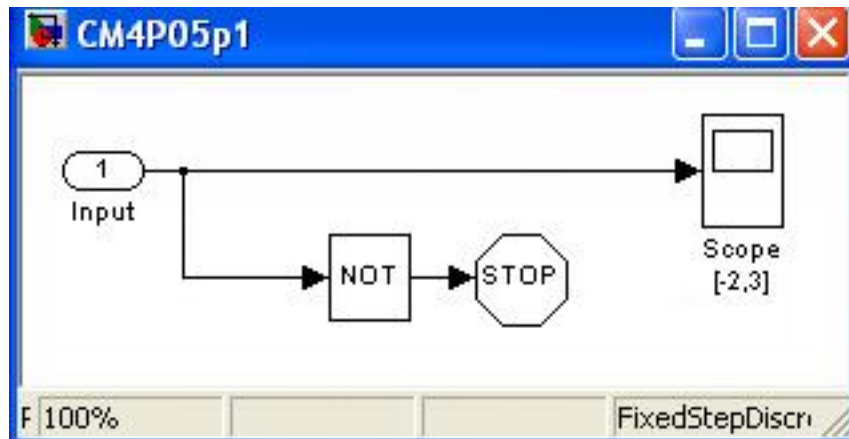 CM4P05p1
1
Input
NOT
STOP
Scope
[-2,3]
F 100%
FixedStepDiscr